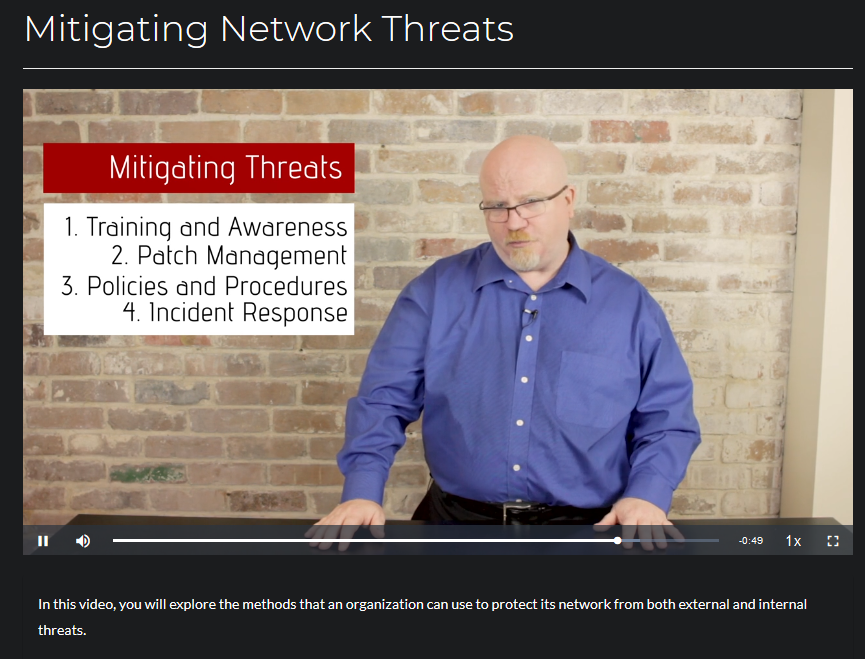 Mitigating Network Threats
Mitigating Threats
1. Training and Awareness
2. Patch Management
3. Policies and Procedures
4. Incident Response
-0:49
1x
In this video, you will explore the methods that an organization can use to protect its network from both external and internal
threats.